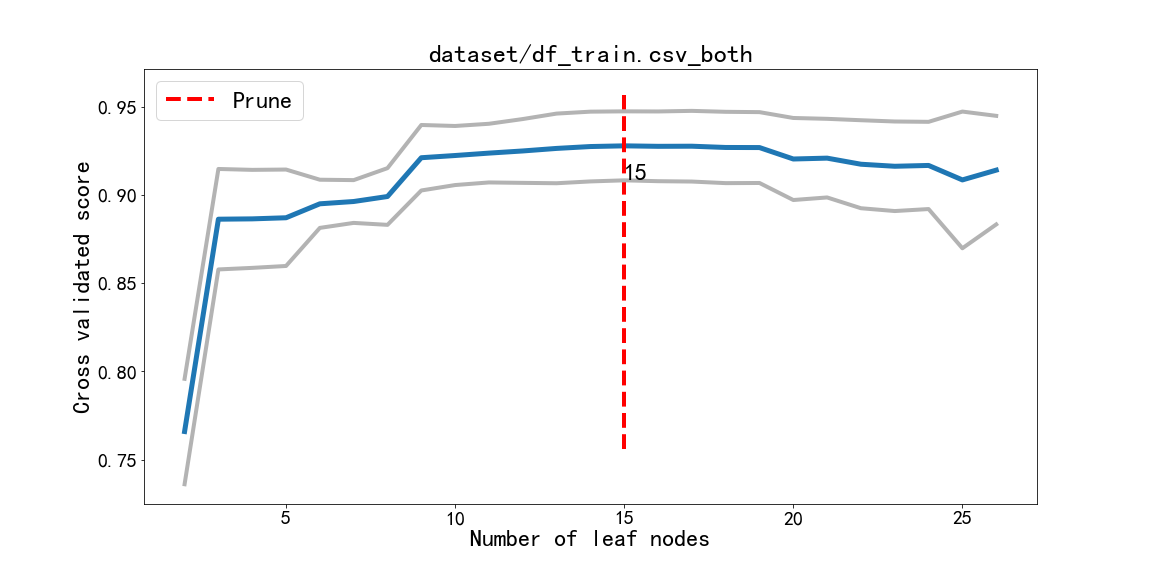 dataset/df_train.csv_both
Prune
0.95
0.90
0.85
0.80
0.75
Cross validated score
15
5
10
15
20
25
Number of leaf nodes